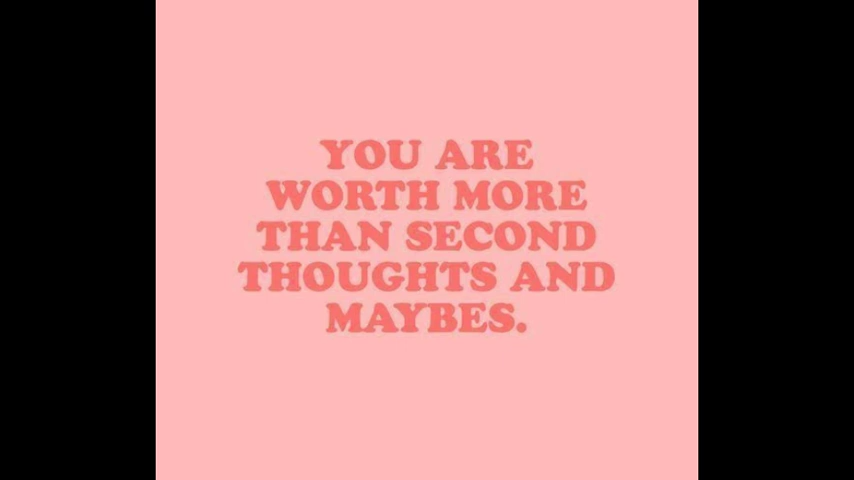 YOU ARE
WORTH MORE
THAN SECOND
THOUGHTS AND
MAYBES.